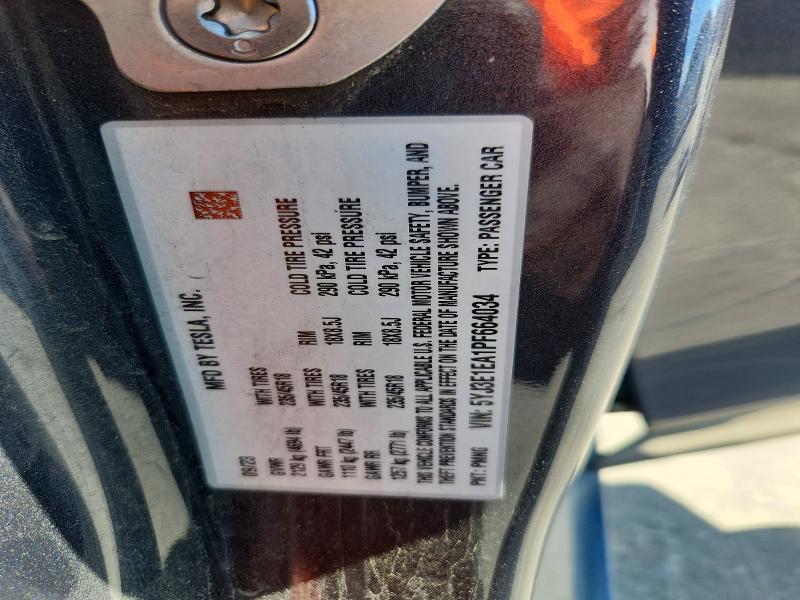 MFD BY TESLA, INC.
09/23
GVWR WITH TIRES RIM COLD TIRE PRESSURE
2129 kg (4694 lb) 235/45R18 18X8.5J 290 kPa, 42 psi
GAWR FRT WITH TIRES RIM COLD TIRE PRESSURE
1110 kg (2447 lb) 235/45R18 18X8.5J 290 kPa, 42 psi
GAWR RR
1257 kg (2771 lb) 235/45R18
THIS VEHICLE CONFORMS TO ALL APPLICABLE U.S. FEDERAL MOTOR VEHICLE SAFETY, BUMPER, AND
THEFT PREVENTION STANDARDS IN EFFECT ON THE DATE OF MANUFACTURE SHOWN ABOVE.
VIN: 5YJ3E1EA1PF664034 TYPE: PASSENGER CAR
PNT: PMNG